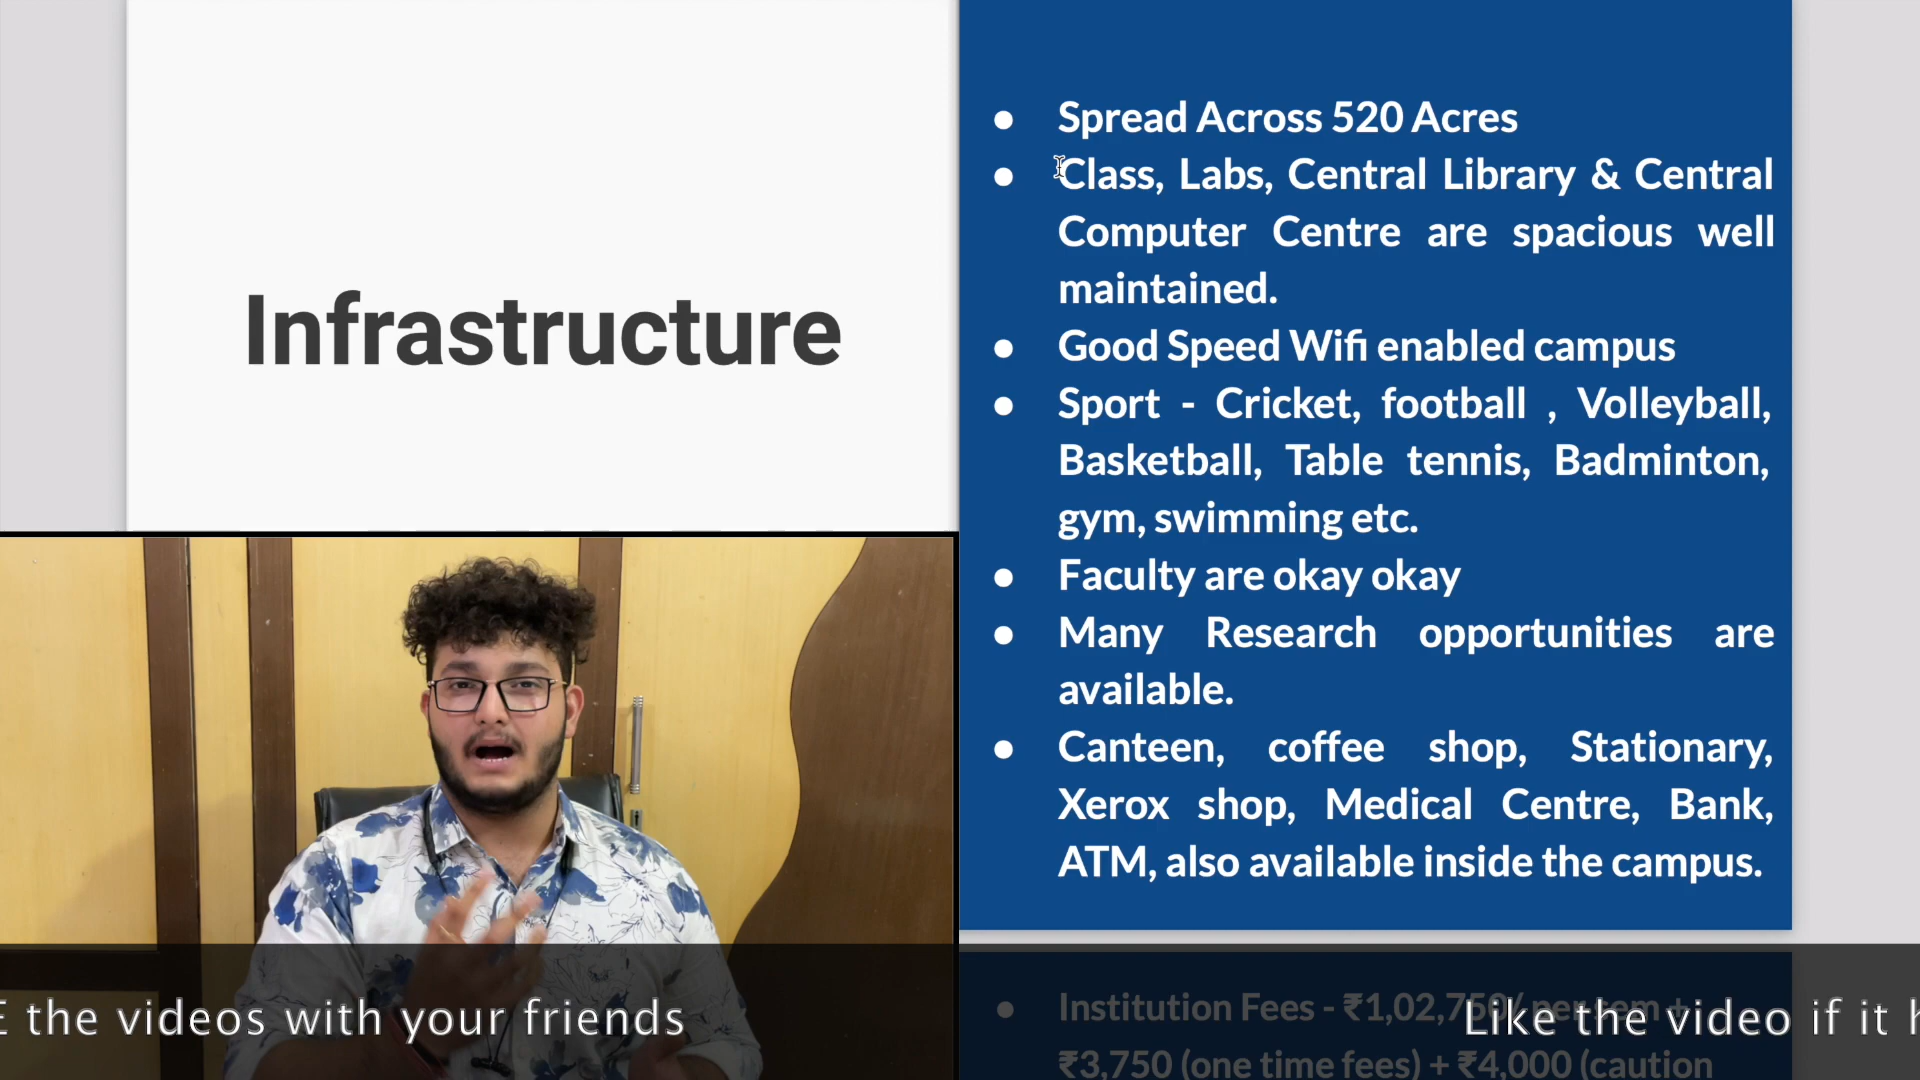 Infrastructure
● Spread Across 520 Acres
● Class, Labs, Central Library & Central
Computer Centre are spacious well
maintained.
● Good Speed Wifi enabled campus
● Sport - Cricket, football , Volleyball,
Basketball, Table tennis, Badminton,
gym, swimming etc.
● Faculty are okay okay
● Many Research opportunities are
available.
● Canteen, coffee shop, Stationary,
Xerox shop, Medical Centre, Bank,
ATM, also available inside the campus.
● Institution Fees - ₹1,02,750/ per sem +
₹3,750 (one time fees) + ₹4,000 (caution
E the videos with your friends
Like the video if it h